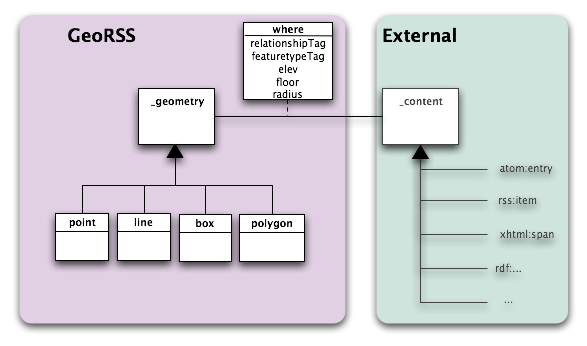 GeoRSS
External
where
relationshipTag
featuretypeTag
elev
floor
radius
_geometry
_content
point
line
box
polygon
atom:entry
rss:item
xhtml:span
rdf:...
...